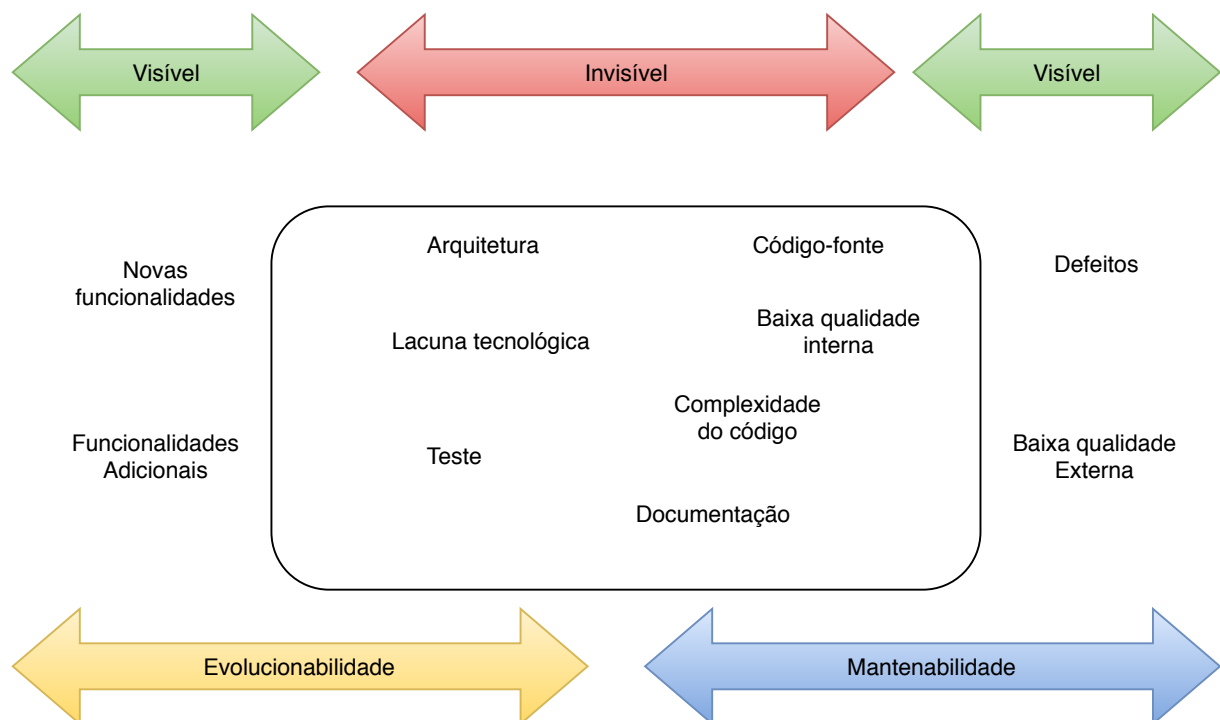 Visível
Invisível
Visível
Arquitetura
Código-fonte
Novas
funcionalidades
Defeitos
Lacuna tecnológica
Baixa qualidade
interna
Complexidade
do código
Funcionalidades
Adicionais
Teste
Baixa qualidade
Externa
Documentação
Evolucionabilidade
Mantenabilidade